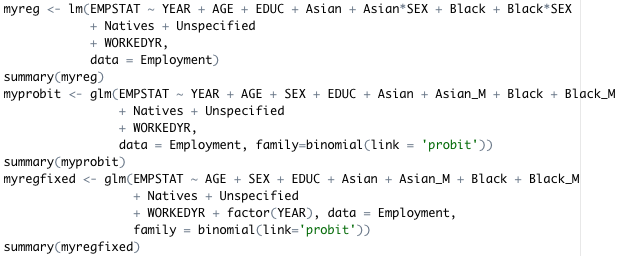 myreg <- lm(EMPSTAT ~ YEAR + AGE + EDUC + Asian + Asian*SEX + Black + Black*SEX
+ Natives + Unspecified
+ WORKEDYR,
data = Employment)
summary(myreg)
myprobit <- glm(EMPSTAT ~ YEAR + AGE + SEX + EDUC + Asian + Asian_M + Black + Black_M
+ Natives + Unspecified
+ WORKEDYR,
data = Employment, family=binomial(link = 'probit'))
summary(myprobit)
myregfixed <- glm(EMPSTAT ~ AGE + SEX + EDUC + Asian + Asian_M + Black + Black_M
+ Natives + Unspecified
+ WORKEDYR + factor(YEAR), data = Employment,
family = binomial(link='probit'))
summary(myregfixed)